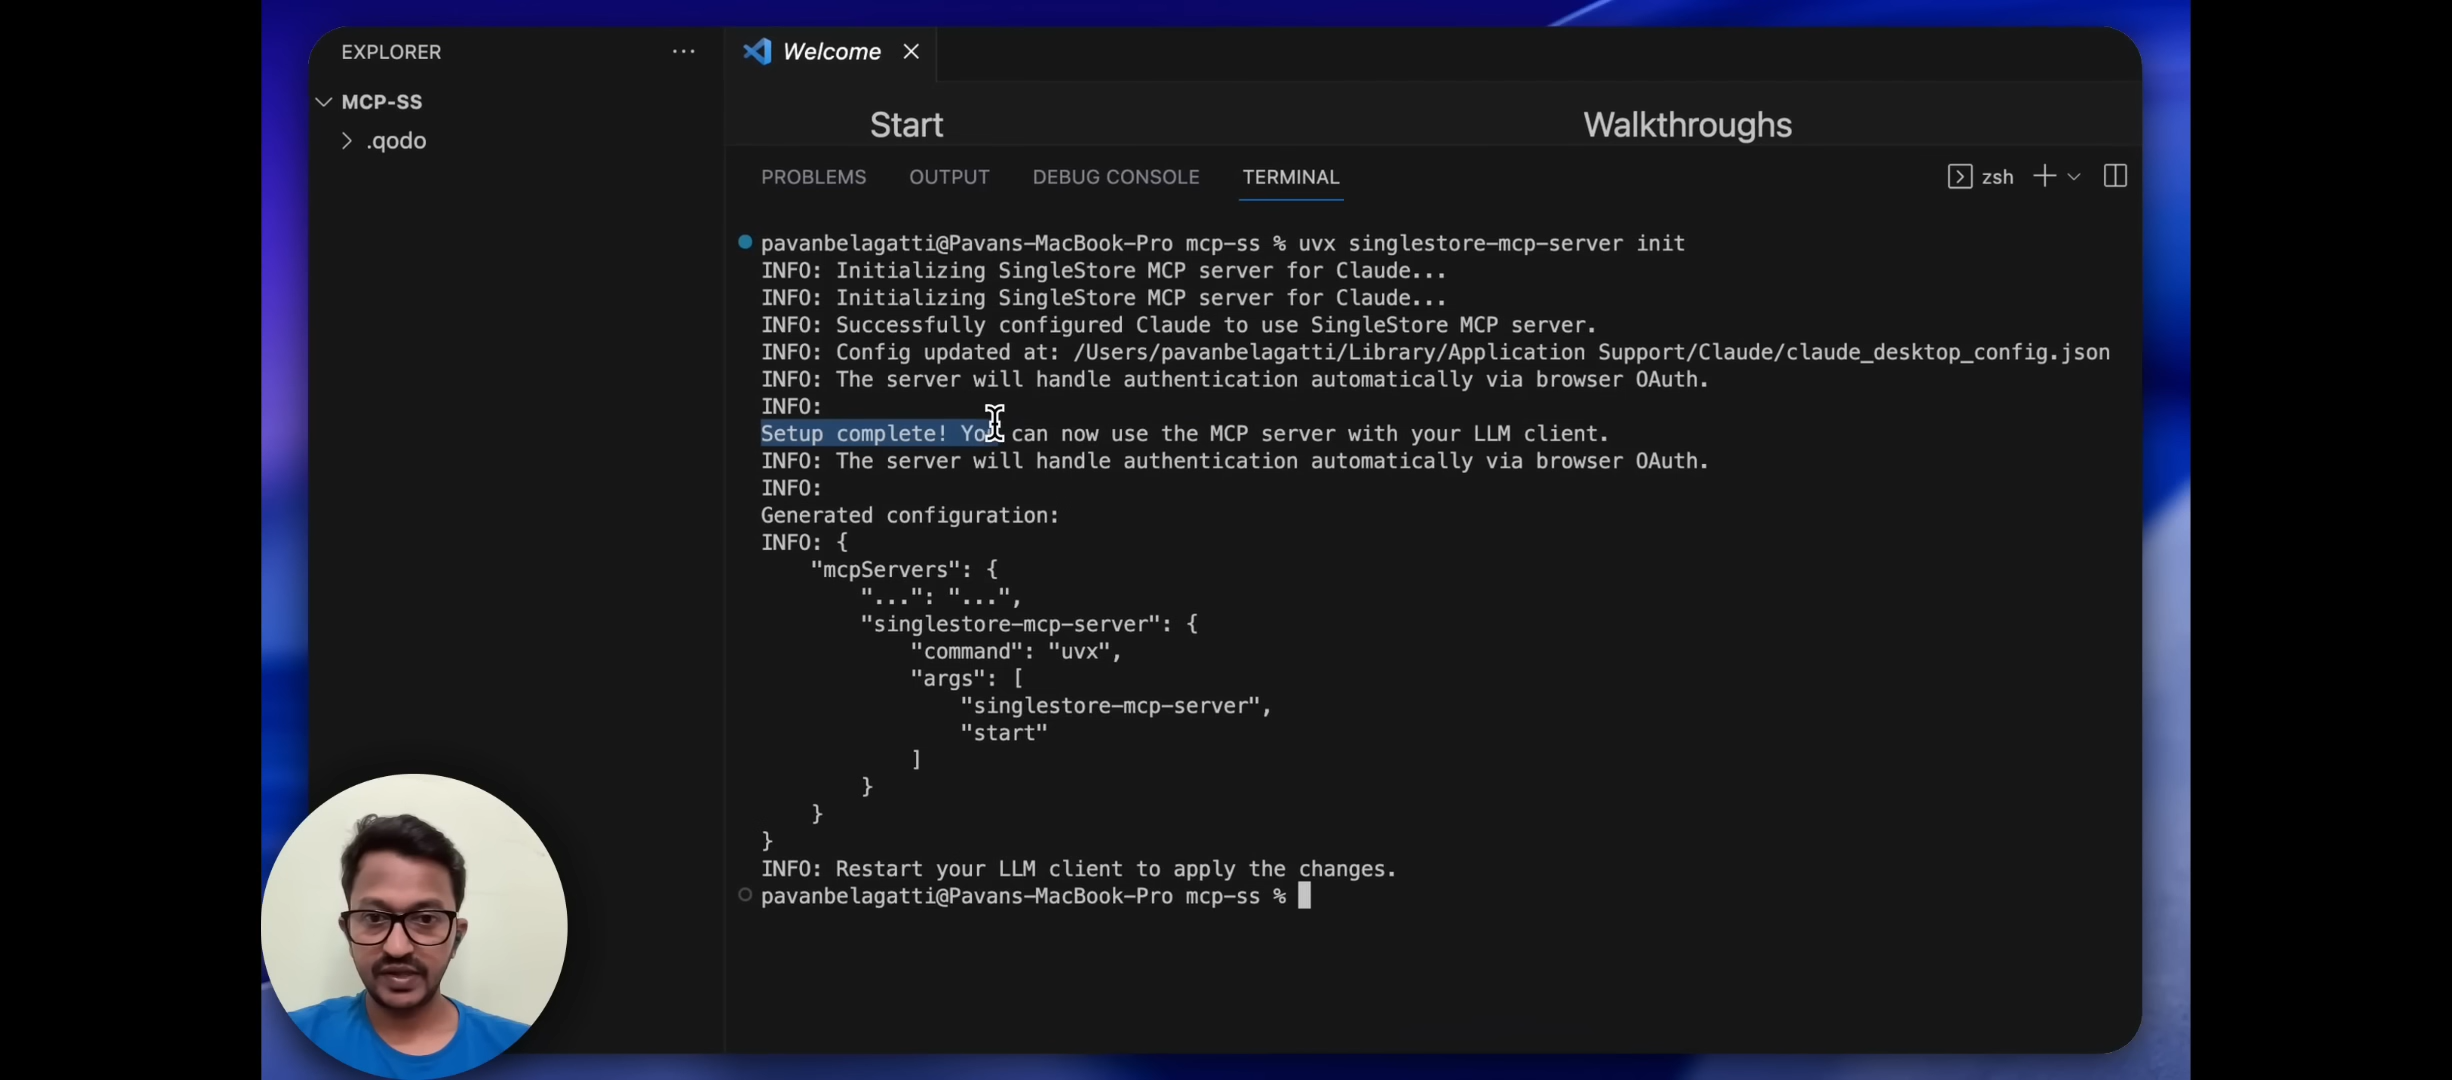 EXPLORER
MCP-SS
.qodo
Welcome
Start
Walkthroughs
PROBLEMS OUTPUT DEBUG CONSOLE TERMINAL
zsh
pavanbelagatti@Pavans-MacBook-Pro mcp-ss % uvx singlestore-mcp-server init
INFO: Initializing SingleStore MCP server for Claude...
INFO: Initializing SingleStore MCP server for Claude...
INFO: Successfully configured Claude to use SingleStore MCP server.
INFO: Config updated at: /Users/pavanbelagatti/Library/Application Support/Claude/claude_desktop_config.json
INFO: The server will handle authentication automatically via browser OAuth.
INFO:
Setup complete! You can now use the MCP server with your LLM client.
INFO: The server will handle authentication automatically via browser OAuth.
INFO:
Generated configuration:
INFO: {
    "mcpServers": {
        "...": "...",
        "singlestore-mcp-server": {
            "command": "uvx",
            "args": [
                "singlestore-mcp-server",
                "start"
            ]
        }
    }
}
INFO: Restart your LLM client to apply the changes.
pavanbelagatti@Pavans-MacBook-Pro mcp-ss %